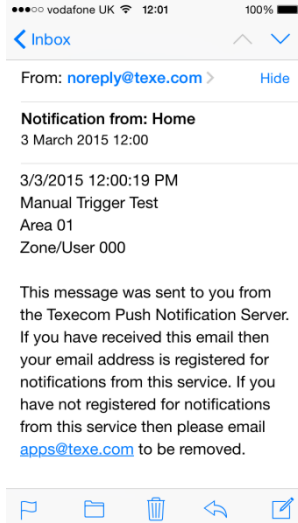 vodafone UK 12:01 100%
Inbox
From: noreply@texe.com Hide
Notification from: Home
3 March 2015 12:00
3/3/2015 12:00:19 PM
Manual Trigger Test
Area 01
Zone/User 000
This message was sent to you from
the Texecom Push Notification Server.
If you have received this email then
your email address is registered for
notifications from this service. If you
have not registered for notifications
from this service then please email
apps@texe.com to be removed.